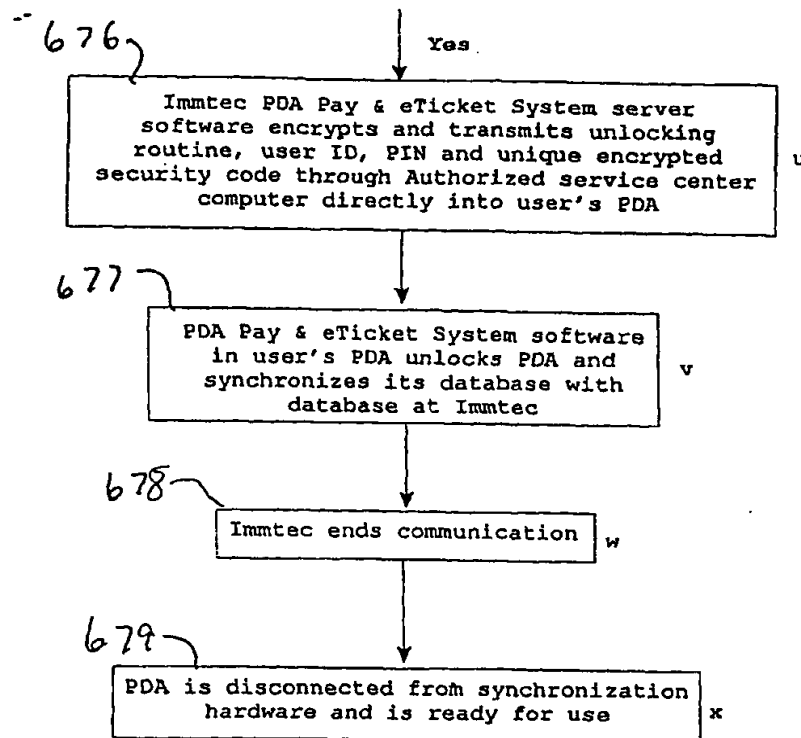 676
Yes
Immtec PDA Pay & eTicket System server
software encrypts and transmits unlocking
routine, user ID, PIN and unique encrypted
security code through Authorized service center
computer directly into user's PDA
u
677
PDA Pay & eTicket System software
in user's PDA unlocks PDA and
synchronizes its database with
database at Immtec
v
678
Immtec ends communication
w
679
PDA is disconnected from synchronization
hardware and is ready for use
x